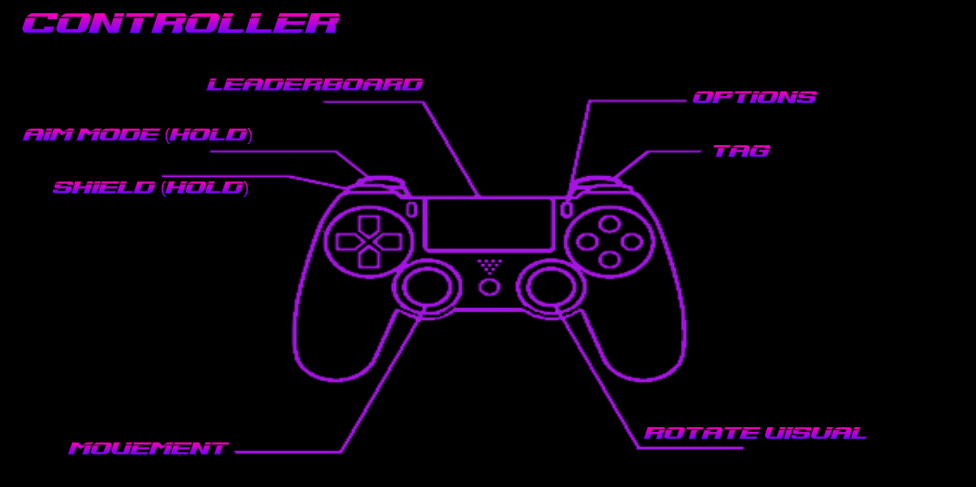 CONTROLLER
LEADERBOARD
OPTIONS
AIM MODE (HOLD)
TAG
SHIELD (HOLD)
ROTATE VISUAL
MOVEMENT